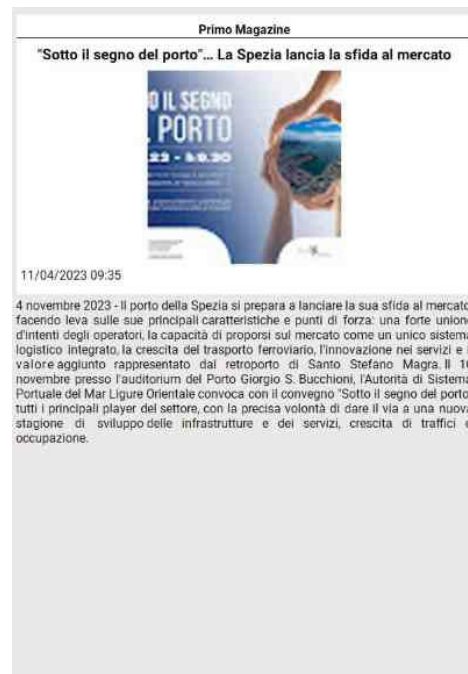 Primo Magazine
"Sotto il segno del porto"... La Spezia lancia la sfida al mercato
O IL SEGNO
PORTO
11/04/2023 09:35
4 novembre 2023 - Il porto della Spezia si prepara a lanciare la sua sfida al mercato
facendo leva sulle sue principali caratteristiche e punti di forza: una forte unione
d'intenti degli operatori, la capacità di proporsi sul mercato come un unico sistema
logistico integrato, la crescita del trasporto ferroviario, l'innovazione nei servizi e
valore aggiunto rappresentato dal retroporto di Santo Stefano Magra. Il 10
novembre presso l'auditorium del Porto Giorgio S. Bucchioni, l'Autorità di Sistema
Portuale del Mar Ligure Orientale convoca con il convegno "Sotto il segno del porto"
tutti i principali player del settore, con la precisa volontà di dare il via a una nuova
stagione di sviluppo delle infrastrutture e dei servizi, crescita di traffici e
occupazione.